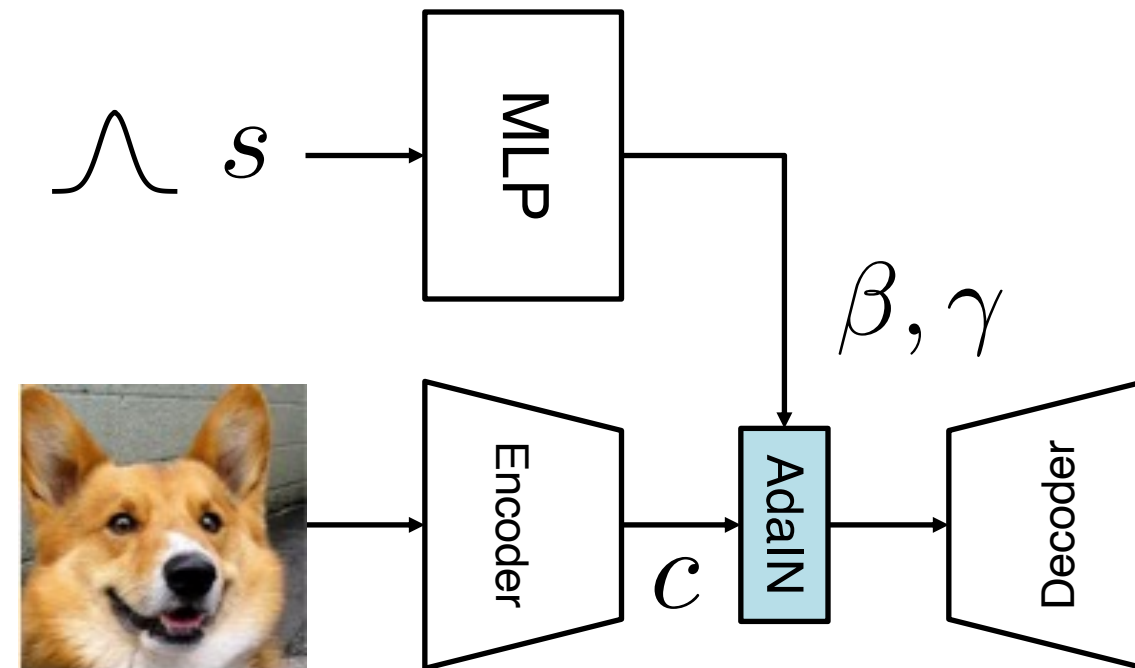 s
MLP
β, γ
Encoder
c
AdaIN
Decoder